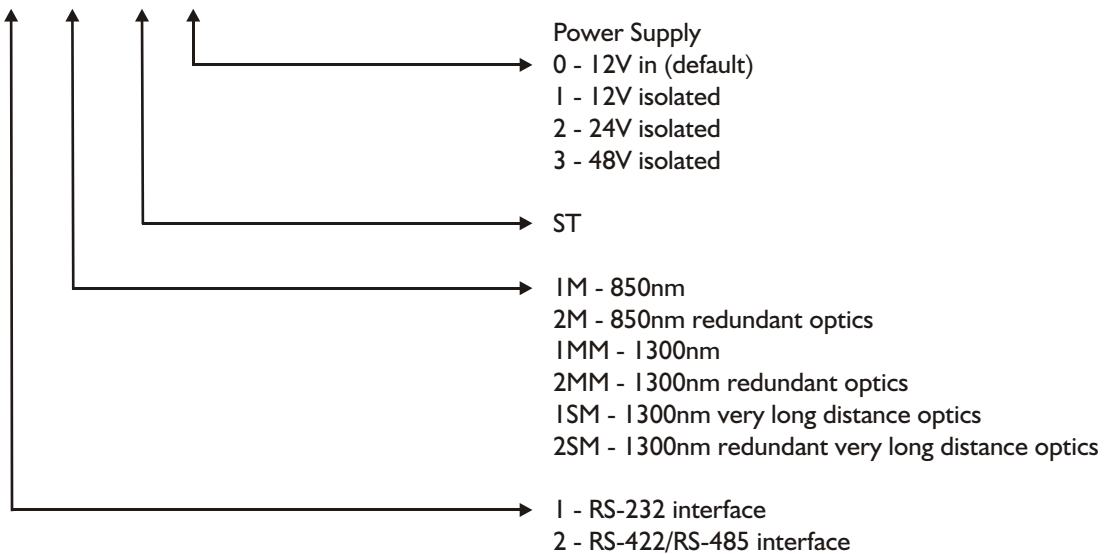 Power Supply
0 - 12V in (default)
1 - 12V isolated
2 - 24V isolated
3 - 48V isolated
ST
1M - 850nm
2M - 850nm redundant optics
1MM - 1300nm
2MM - 1300nm redundant optics
1SM - 1300nm very long distance optics
2SM - 1300nm redundant very long distance optics
1 - RS-232 interface
2 - RS-422/RS-485 interface